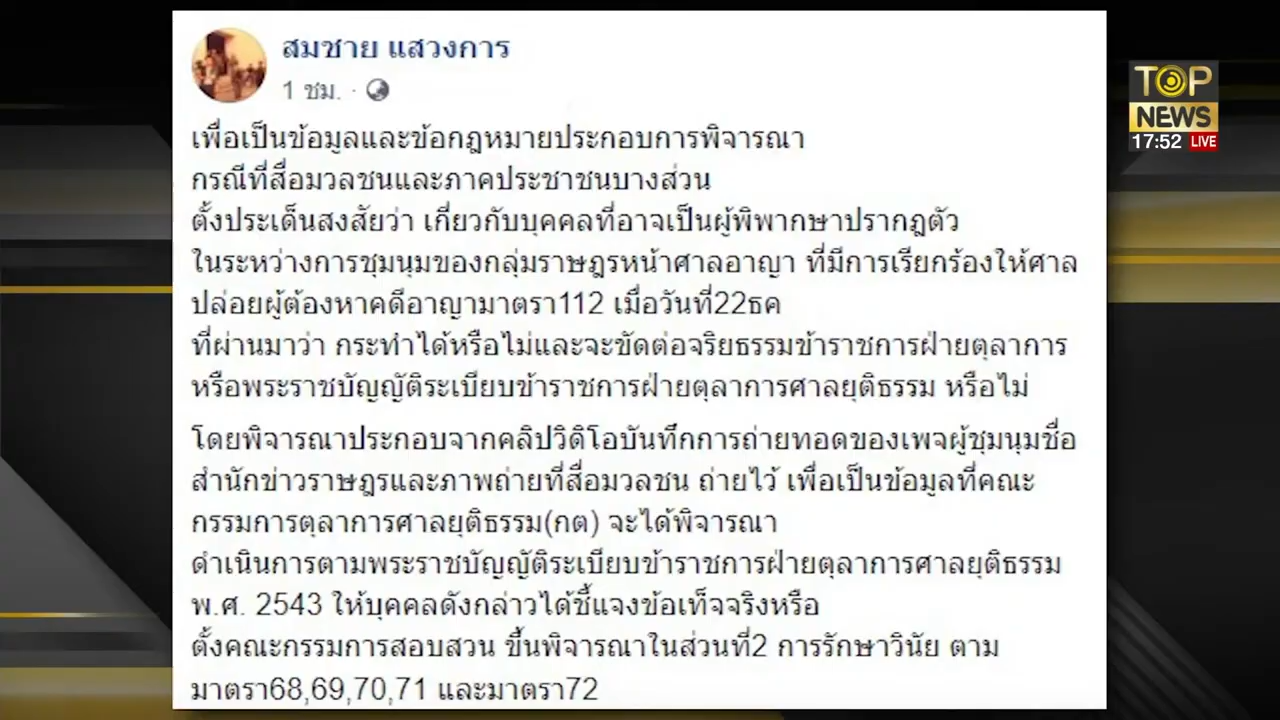 สมชาย แสวงการ
1 ชม. ·
TOP
NEWS
17:52 LIVE
เพื่อเป็นข้อมูลและข้อกฎหมายประกอบการพิจารณา
กรณีที่สื่อมวลชนและภาคประชาชนบางส่วน
ตั้งประเด็นสงสัยว่า เกี่ยวกับบุคคลที่อาจเป็นผู้พิพากษาปรากฎตัว
ในระหว่างการชุมนุมของกลุ่มราษฎรหน้าศาลอาญา ที่มีการเรียกร้องให้ศาล
ปล่อยผู้ต้องหาคดีอาญามาตรา112 เมื่อวันที่22ธค
ที่ผ่านมาว่า กระทำได้หรือไม่และจะขัดต่อจริยธรรมข้าราชการฝ่ายตุลาการ
หรือพระราชบัญญัติระเบียบข้าราชการฝ่ายตุลาการศาลยุติธรรม หรือไม่
โดยพิจารณาประกอบจากคลิปวิดิโอบันทึกการถ่ายทอดของเพจผู้ชุมนุมชื่อ
สำนักข่าวราษฎรและภาพถ่ายที่สื่อมวลชน ถ่ายไว้ เพื่อเป็นข้อมูลที่คณะ
กรรมการตุลาการศาลยุติธรรม(กต) จะได้พิจารณา
ดำเนินการตามพระราชบัญญัติระเบียบข้าราชการฝ่ายตุลาการศาลยุติธรรม
พ.ศ. 2543 ให้บุคคลดังกล่าวได้ชี้แจงข้อเท็จจริงหรือ
ตั้งคณะกรรมการสอบสวน ขึ้นพิจารณาในส่วนที่2 การรักษาวินัย ตาม
มาตรา68,69,70,71 และมาตรา72